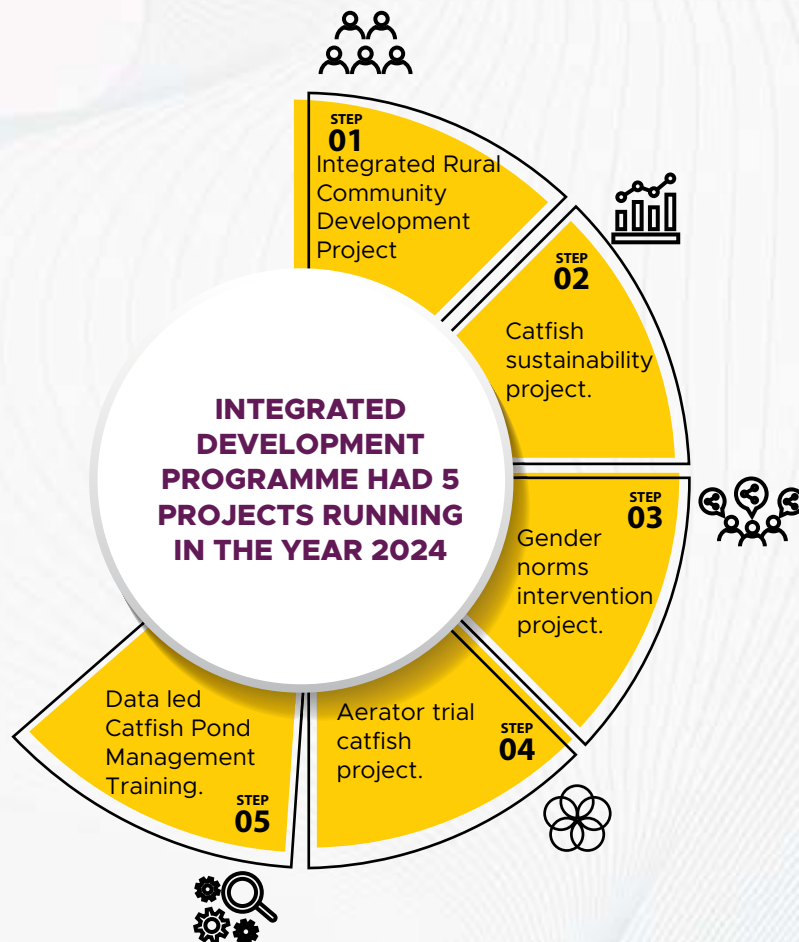 STEP
01
Integrated Rural
Community
Development
Project
STEP
02
Catfish
sustainability
project.
INTEGRATED
DEVELOPMENT
PROGRAMME HAD 5
PROJECTS RUNNING
IN THE YEAR 2024
STEP
03
Gender
norms
intervention
project.
Aerator trial
catfish
project.
STEP
04
Data led
Catfish Pond
Management
Training.
STEP
05